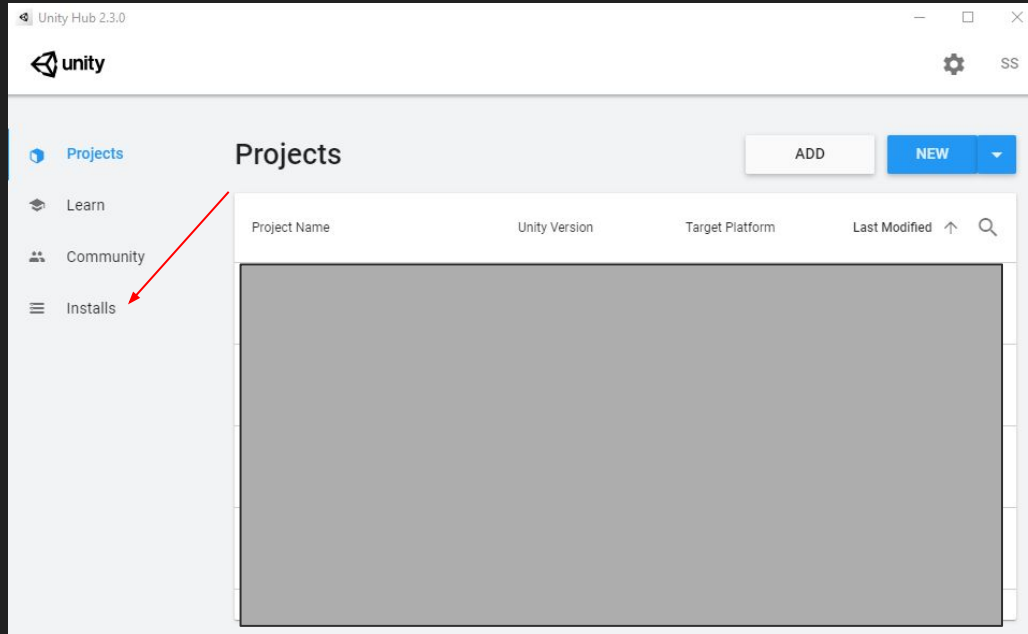 Unity Hub 2.3.0
unity
SS
Projects
Learn
Community
Installs
Projects
ADD
NEW
Project Name Unity Version Target Platform Last Modified